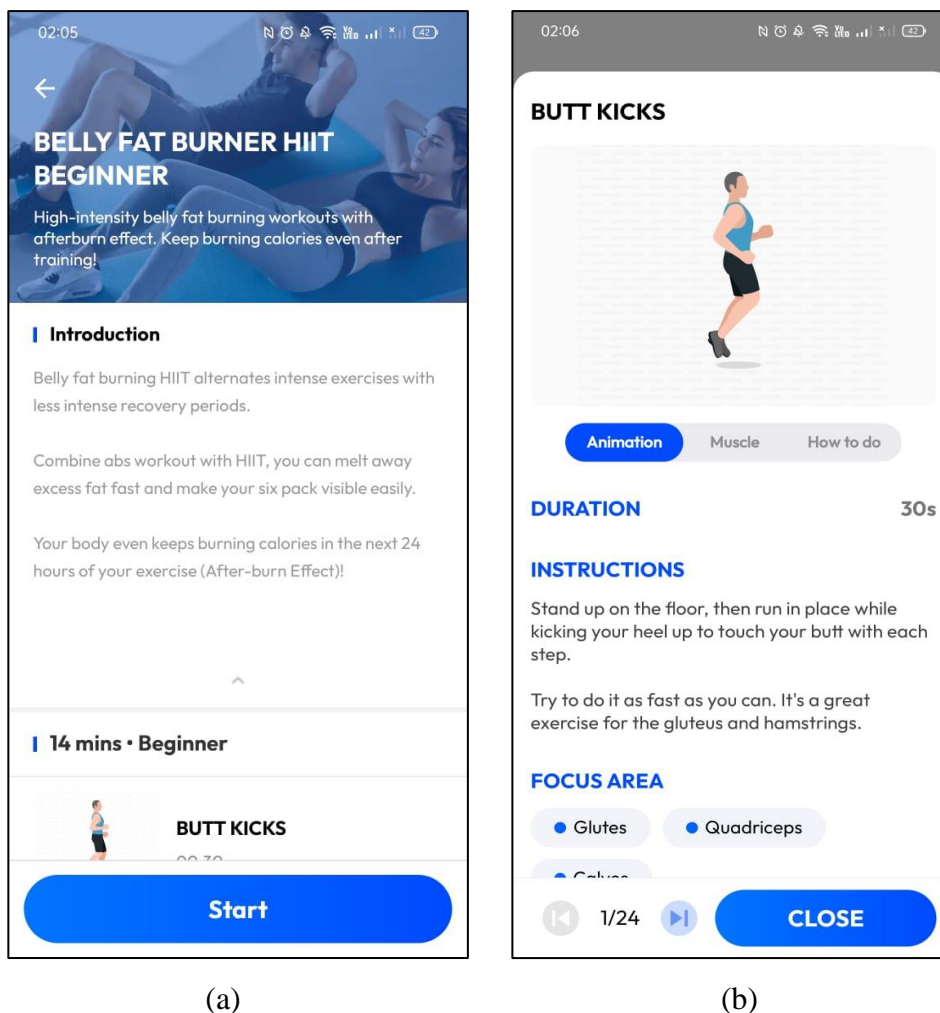 02:05
BELLY FAT BURNER HIIT
BEGINNER
High-intensity belly fat burning workouts with
afterburn effect. Keep burning calories even after
training!
Introduction
Belly fat burning HIIT alternates intense exercises with
less intense recovery periods.
Combine abs workout with HIIT, you can melt away
excess fat fast and make your six pack visible easily.
Your body even keeps burning calories in the next 24
hours of your exercise (After-burn Effect)!
14 mins • Beginner
BUTT KICKS
Start
(a)
02:06
42
BUTT KICKS
Animation Muscle How to do
DURATION 30s
INSTRUCTIONS
Stand up on the floor, then run in place while
kicking your heel up to touch your butt with each
step.
Try to do it as fast as you can. It's a great
exercise for the gluteus and hamstrings.
FOCUS AREA
Glutes Quadriceps
Calves
1/24 CLOSE
(b)